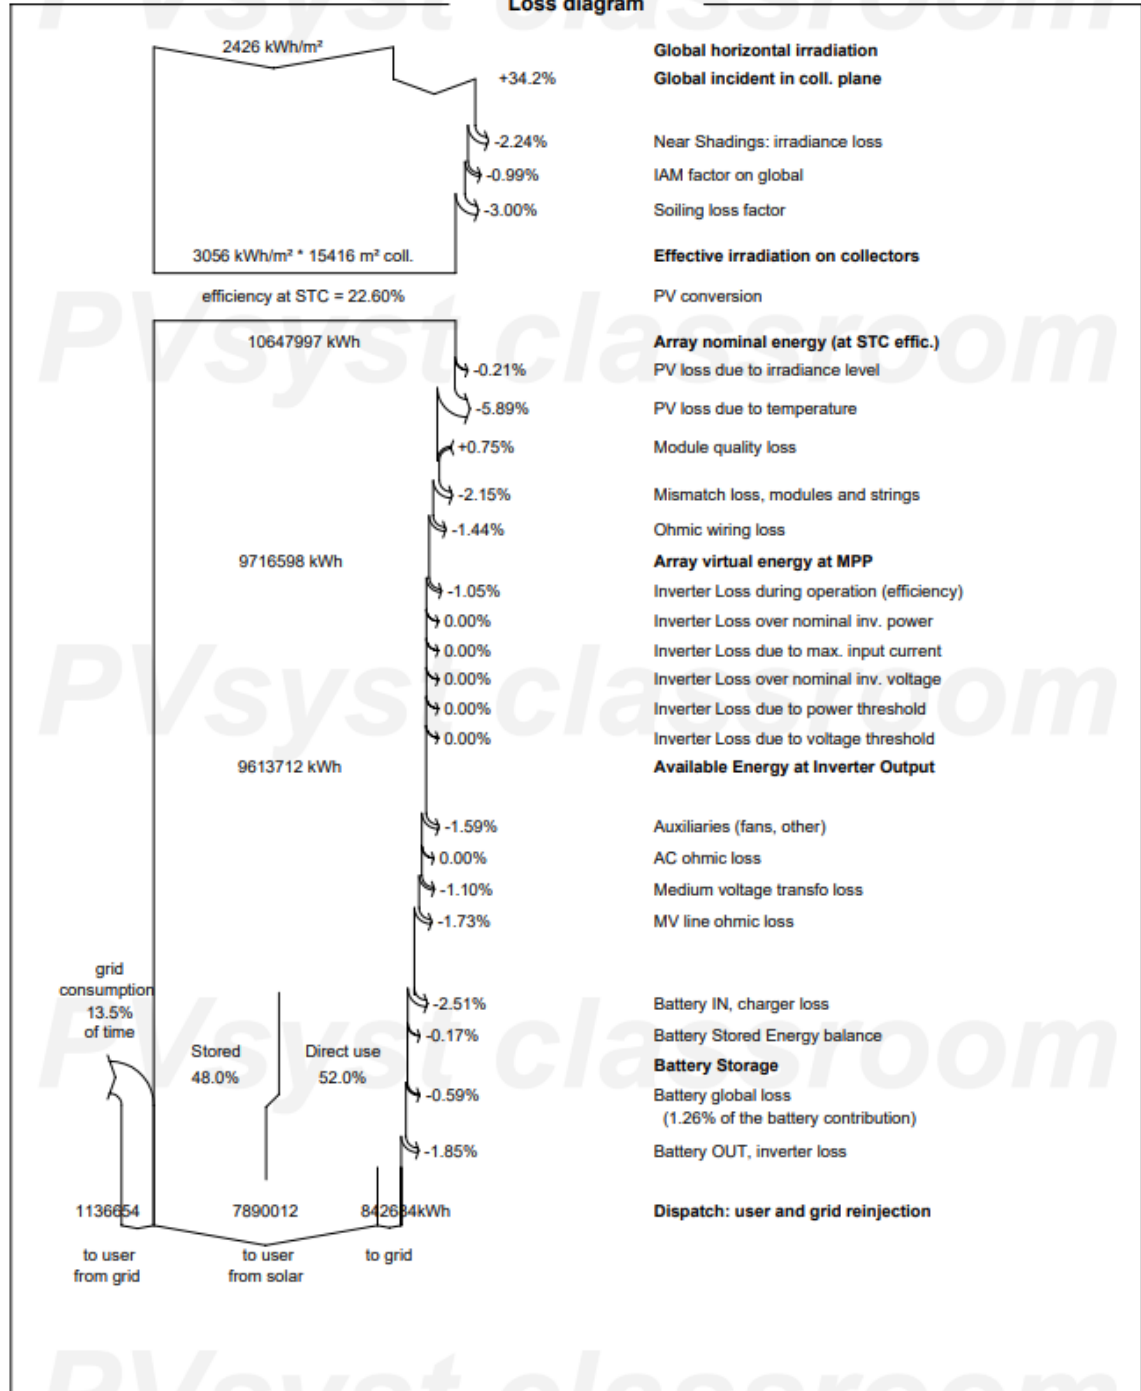 Loss diagram
2426 kWh/m²
Global horizontal irradiation
+34.2%
Global incident in coll. plane
-2.24%
Near Shadings: irradiance loss
-0.99%
IAM factor on global
-3.00%
Soiling loss factor
3056 kWh/m² * 15416 m² coll.
Effective irradiation on collectors
efficiency at STC = 22.60%
PV conversion
10647997 kWh
Array nominal energy (at STC effic.)
-0.21%
PV loss due to irradiance level
-5.89%
PV loss due to temperature
+0.75%
Module quality loss
-2.15%
Mismatch loss, modules and strings
-1.44%
Ohmic wiring loss
9716598 kWh
Array virtual energy at MPP
-1.05%
Inverter Loss during operation (efficiency)
0.00%
Inverter Loss over nominal inv. power
0.00%
Inverter Loss due to max. input current
0.00%
Inverter Loss over nominal inv. voltage
0.00%
Inverter Loss due to power threshold
0.00%
Inverter Loss due to voltage threshold
9613712 kWh
Available Energy at Inverter Output
-1.59%
Auxiliaries (fans, other)
0.00%
AC ohmic loss
-1.10%
Medium voltage transfo loss
-1.73%
MV line ohmic loss
grid
consumption
13.5%
of time
-2.51%
Battery IN, charger loss
-0.17%
Battery Stored Energy balance
Stored
48.0%
Direct use
52.0%
Battery Storage
-0.59%
Battery global loss
(1.26% of the battery contribution)
-1.85%
Battery OUT, inverter loss
1136654
7890012
842634kWh
Dispatch: user and grid reinjection
to user
from grid
to user
from solar
to grid
PVsyst classroom
PVsyst classroom
PVsyst classroom
PVsyst classroom
PVsyst classroom